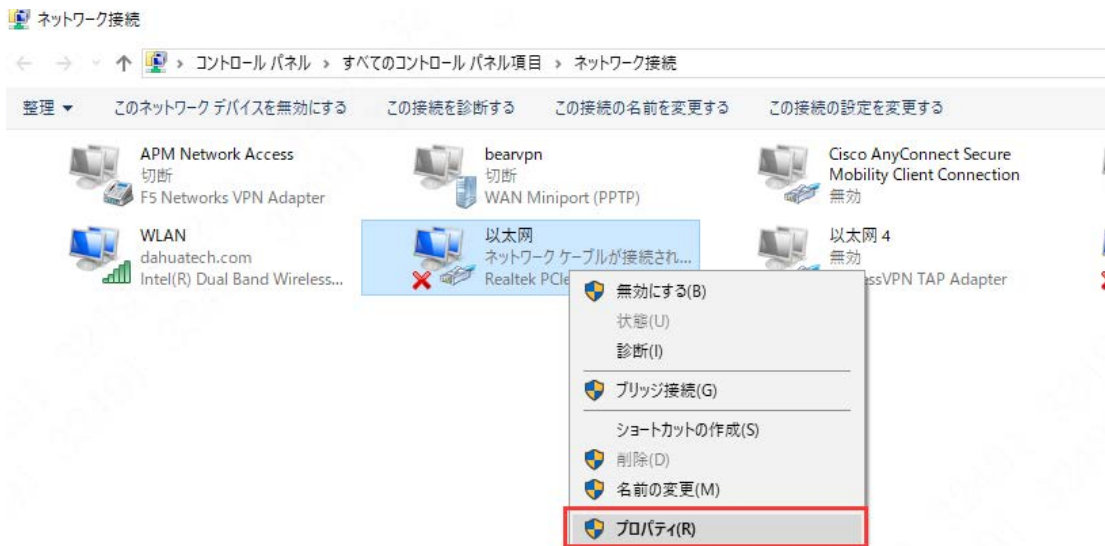 ネットワーク接続
コントロール パネル › すべてのコントロール パネル項目 › ネットワーク接続
整理 このネットワーク デバイスを無効にする この接続を診断する この接続の名前を変更する この接続の設定を変更する
APM Network Access
切断
F5 Networks VPN Adapter
bearvpn
切断
WAN Miniport (PPTP)
Cisco AnyConnect Secure
Mobility Client Connection
無効
WLAN
dahuatech.com
Intel(R) Dual Band Wireless...
以太网
ネットワーク ケーブルが接続され...
Realtek PCIe
以太网 4
無効
ssVPN TAP Adapter
無効にする(B)
状態(U)
診断(I)
ブリッジ接続(G)
ショートカットの作成(S)
削除(D)
名前の変更(M)
プロパティ(R)